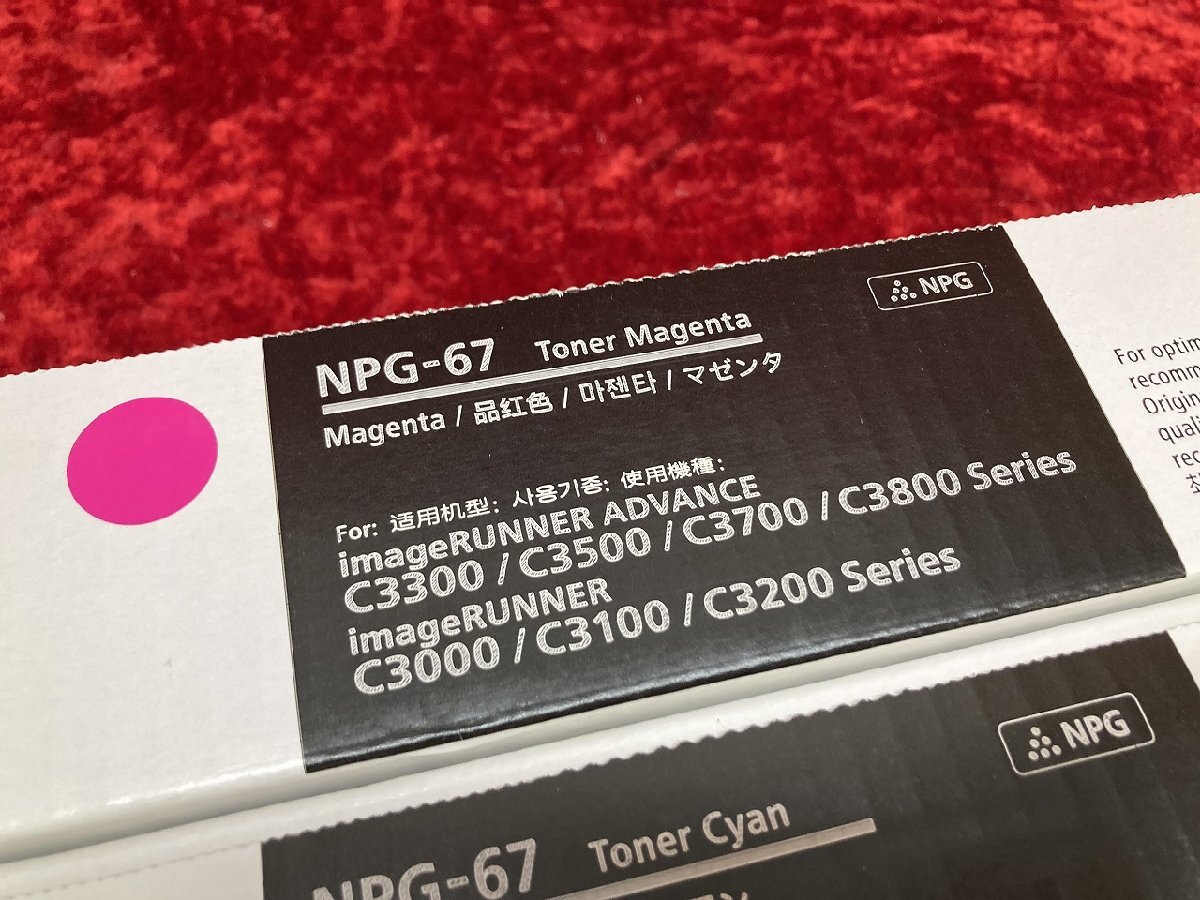 NPG
NPG-67 Toner Magenta
Magenta / 品红色 / 마젠타 / マゼンタ
For: 适用机型: 사용기종: 使用機種:
imageRUNNER ADVANCE
C3300 / C3500 / C3700 / C3800 Series
imageRUNNER
C3000 / C3100 / C3200 Series
For optim
recomm
Origin
quali
rec
NPG
NPG-67 Toner Cyan